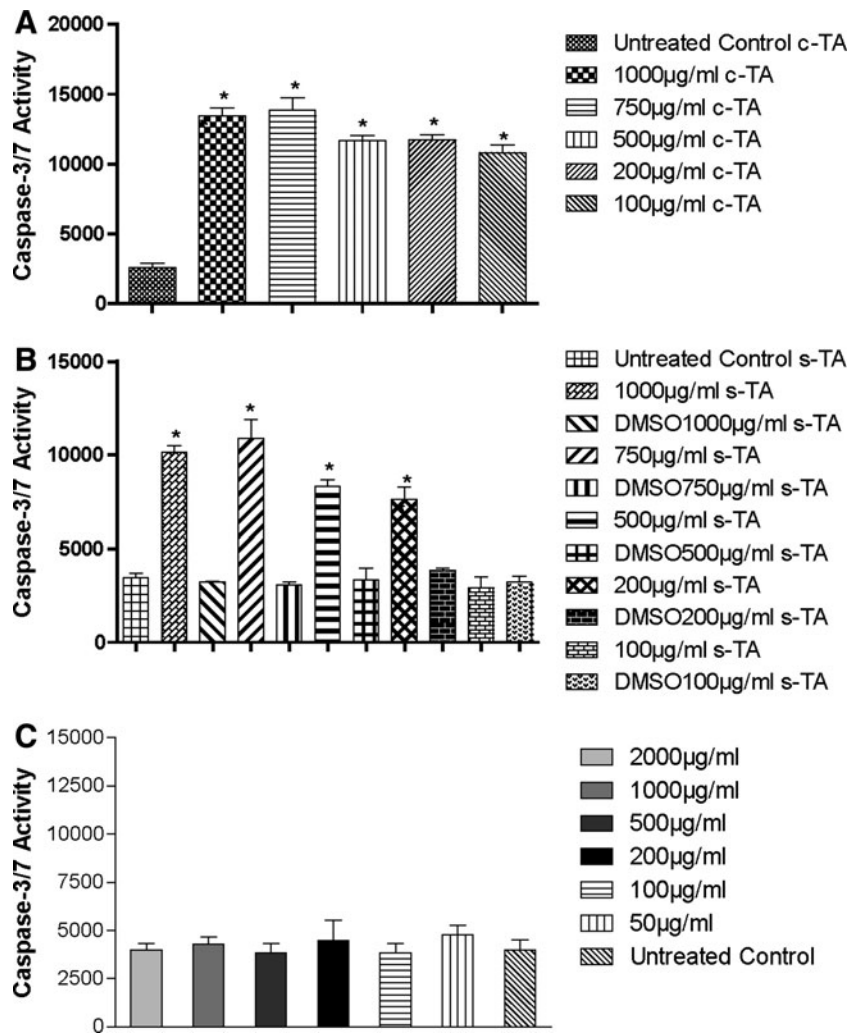 A
Caspase-3/7 Activity
20000
15000
10000
5000
0
*
*
*
*
*
Untreated Control c-TA
1000µg/ml c-TA
750µg/ml c-TA
500µg/ml c-TA
200µg/ml c-TA
100µg/ml c-TA
B
Caspase-3/7 Activity
15000
10000
5000
0
*
*
*
*
Untreated Control s-TA
1000µg/ml s-TA
DMSO1000µg/ml s-TA
750µg/ml s-TA
DMSO750µg/ml s-TA
500µg/ml s-TA
DMSO500µg/ml s-TA
200µg/ml s-TA
DMSO200µg/ml s-TA
100µg/ml s-TA
DMSO100µg/ml s-TA
C
Caspase-3/7 Activity
15000
12500
10000
7500
5000
2500
0
2000µg/ml
1000µg/ml
500µg/ml
200µg/ml
100µg/ml
50µg/ml
Untreated Control